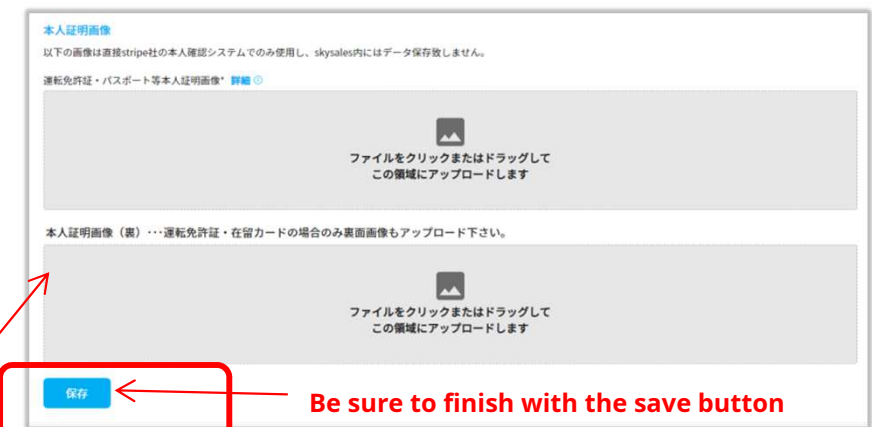 本人証明画像
以下の画像は直接stripe社の本人確認システムでのみ使用し、skysales内にはデータ保存致しません。
運転免許証・パスポート等本人証明画像* 詳細
ファイルをクリックまたはドラッグして
この領域にアップロードします
本人証明画像（裏）･･･運転免許証・在留カードの場合のみ裏面画像もアップロード下さい。
ファイルをクリックまたはドラッグして
この領域にアップロードします
保存
Be sure to finish with the save button